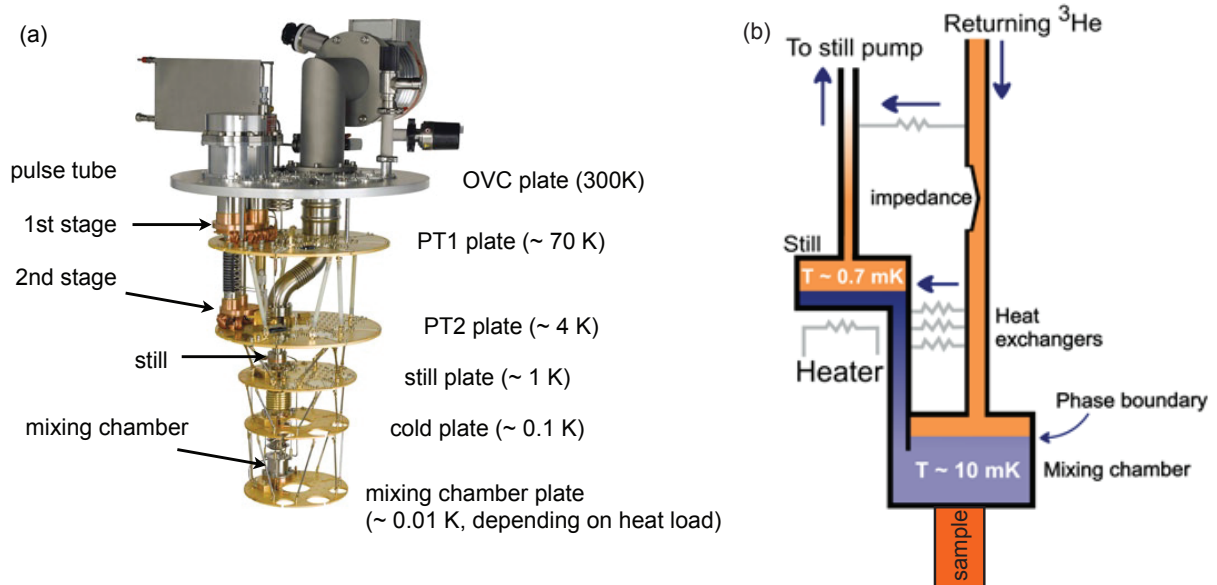 (a)
pulse tube
1st stage
2nd stage
still
mixing chamber
OVC plate (300K)
PT1 plate (~ 70 K)
PT2 plate (~ 4 K)
still plate (~ 1 K)
cold plate (~ 0.1 K)
mixing chamber plate
(~ 0.01 K, depending on heat load)
(b)
Returning ³He
To still pump
impedance
Still
T ~ 0.7 mK
Heat
exchangers
Heater
Phase boundary
T ~ 10 mK
Mixing chamber
sample